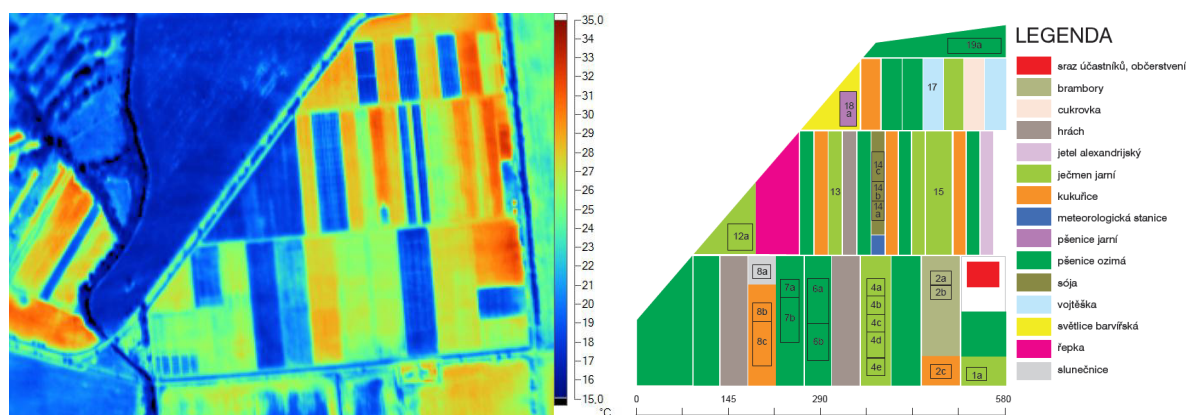 35,0
34
33
32
31
30
29
28
27
26
25
24
23
22
21
20
19
18
17
16
15,0
°C
19a
17
18
a
14
c
14
b
14
a
13
15
12a
8a
8b
8c
7a
7b
6a
6b
4a
4b
4c
4d
4e
2a
2b
2c
1a
0
145
290
580
LEGENDA
sraz účastníků, občerstvení
brambory
cukrovka
hrách
jetel alexandrijský
ječmen jarní
kukuřice
meteorologická stanice
pšenice jarní
pšenice ozimá
sója
vojtěška
světlice barvířská
řepka
slunečnice